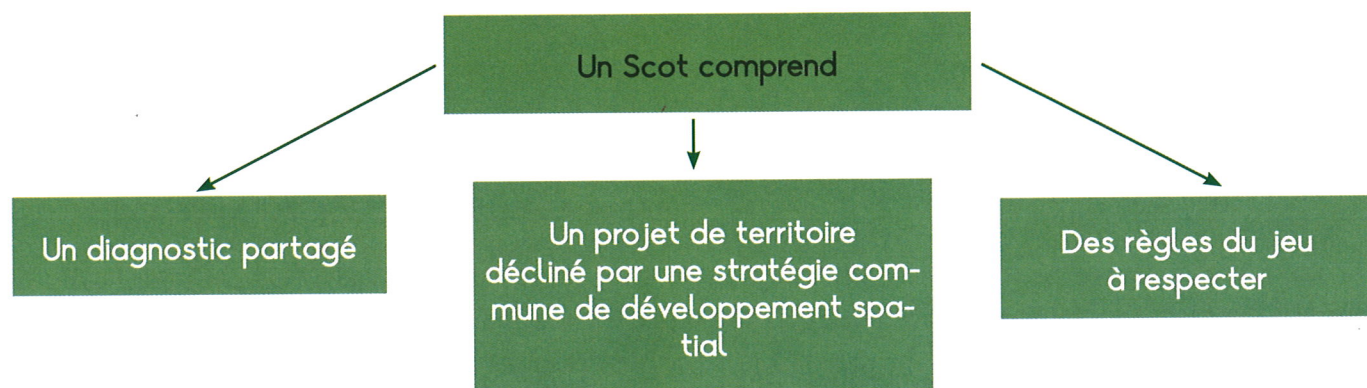 Un Scot comprend
Un diagnostic partagé
Un projet de territoire
décliné par une stratégie com-
mune de développement spa-
tial
Des règles du jeu
à respecter